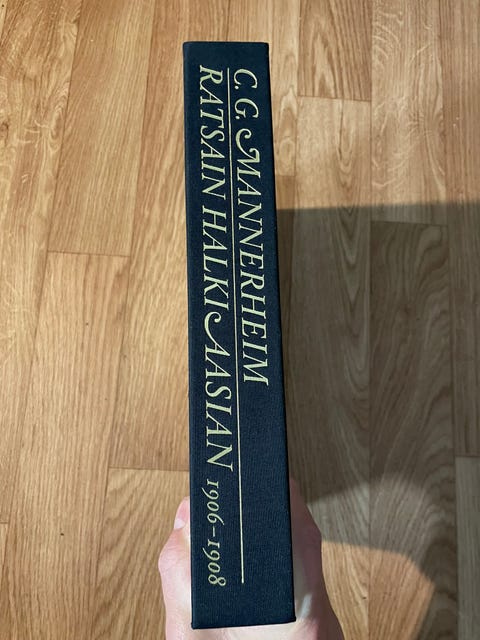 C. G. MANNERHEIM
RATSAIN HALKI AASIAN 1906–1908